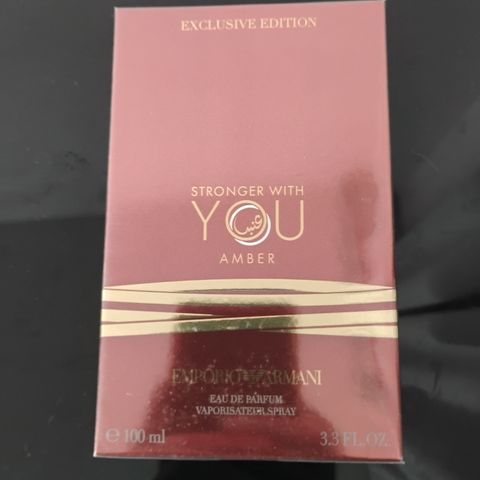 EXCLUSIVE EDITION
STRONGER WITH
YOU
عنبر
AMBER
EMPORIO ARMANI
EAU DE PARFUM
VAPORISATEUR SPRAY
℮ 100 ml 3.3 FL.OZ.